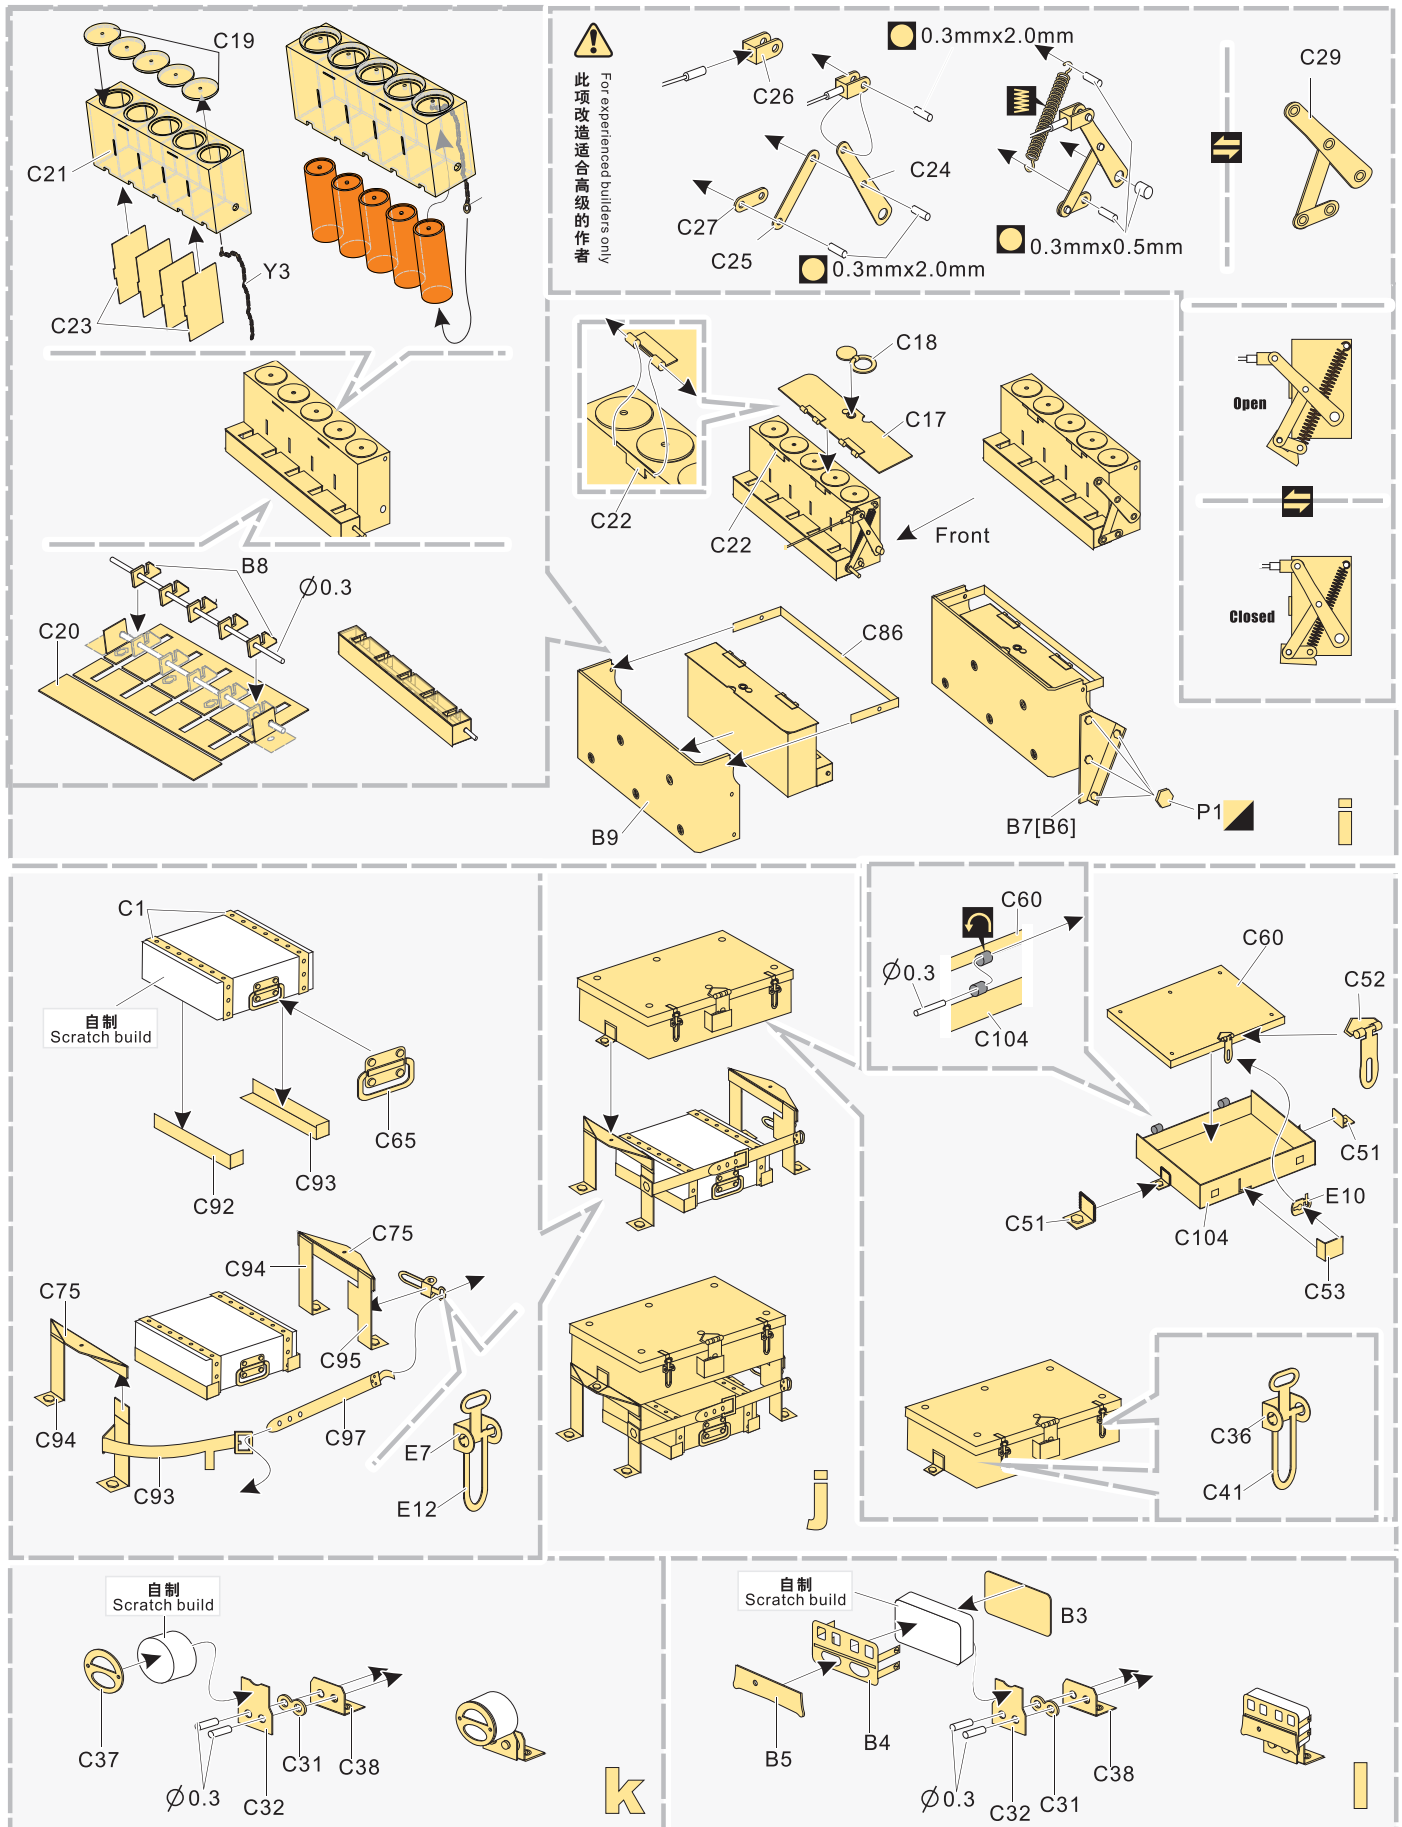 C19
C21
Y3
C23
此项改造适合高级的作者
For experienced builders only
C26
0.3mmx2.0mm
C24
C27
C25
0.3mmx2.0mm
0.3mmx0.5mm
C29
Open
Closed
C18
C17
C22
C22
Front
B8
Ø0.3
C20
C86
B9
B7[B6]
P1
i
C1
自制
Scratch build
C65
C93
C92
C75
C94
C75
C95
C94
C97
C93
E7
E12
j
C60
Ø0.3
C104
C60
C52
C51
C51
E10
C104
C53
C36
C41
自制
Scratch build
C37
C31
C38
Ø0.3
C32
k
自制
Scratch build
B3
B5
B4
C38
Ø0.3
C32
C31
l